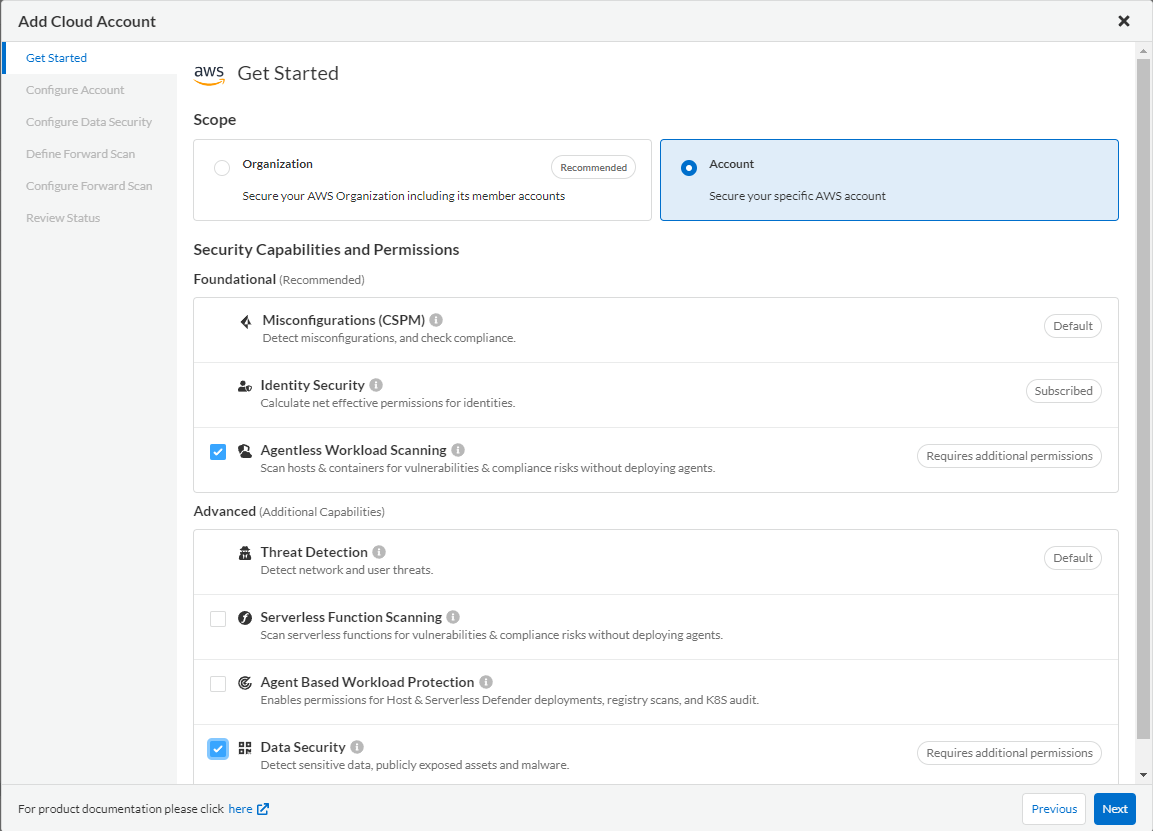 Add Cloud Account
Get Started
Configure Account
Configure Data Security
Define Forward Scan
Configure Forward Scan
Review Status
aws Get Started
Scope
Organization
Recommended
Secure your AWS Organization including its member accounts
Account
Secure your specific AWS account
Security Capabilities and Permissions
Foundational (Recommended)
Misconfigurations (CSPM)
Detect misconfigurations, and check compliance.
Default
Identity Security
Calculate net effective permissions for identities.
Subscribed
Agentless Workload Scanning
Scan hosts & containers for vulnerabilities & compliance risks without deploying agents.
Requires additional permissions
Advanced (Additional Capabilities)
Threat Detection
Detect network and user threats.
Default
Serverless Function Scanning
Scan serverless functions for vulnerabilities & compliance risks without deploying agents.
Agent Based Workload Protection
Enables permissions for Host & Serverless Defender deployments, registry scans, and K8S audit.
Data Security
Detect sensitive data, publicly exposed assets and malware.
Requires additional permissions
For product documentation please click here
Previous
Next